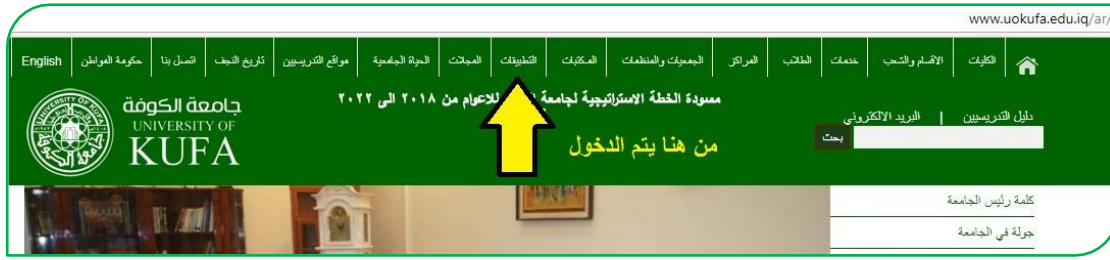 www.uokufa.edu.iq/ar/
الكليات الاقسام والشعب خدمات الطلاب المراكز الجمعيات والمنظمات المكتبات التطبيقات المجلات الحياة الجامعية مواقع التدريسيين تاريخ النجف اتصل بنا حكومة المواطن English
مسودة الخطة الاستراتيجية لجامعة للاعوام من ٢٠١٨ الى ٢٠٢٢
دليل التدريسين | البريد الالكتروني
بحث
من هنا يتم الدخول
جامعة الكوفة
UNIVERSITY OF
KUFA
كلمة رئيس الجامعة
جولة في الجامعة